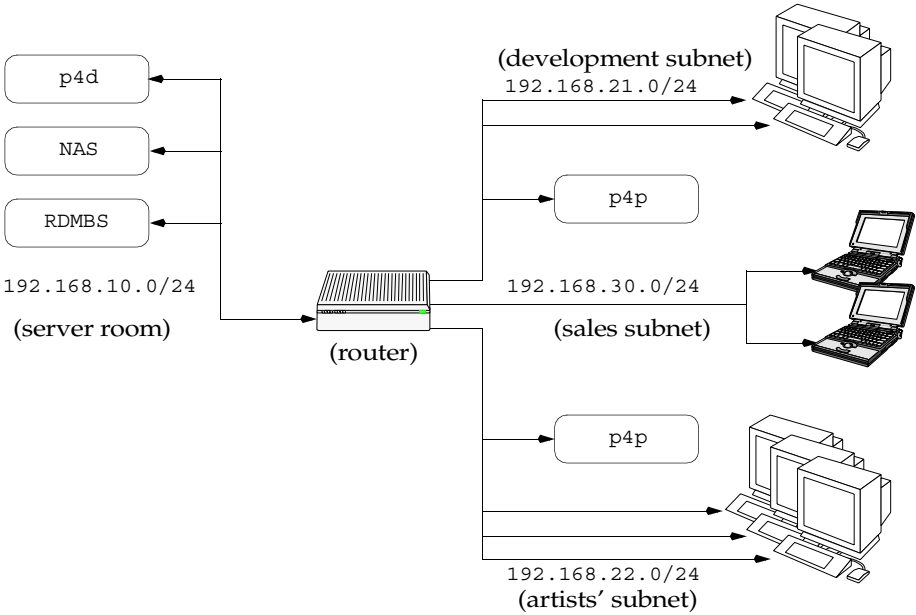 p4d
NAS
RDMBS
192.168.10.0/24
(server room)
(router)
(development subnet)
192.168.21.0/24
p4p
192.168.30.0/24
(sales subnet)
p4p
192.168.22.0/24
(artists' subnet)